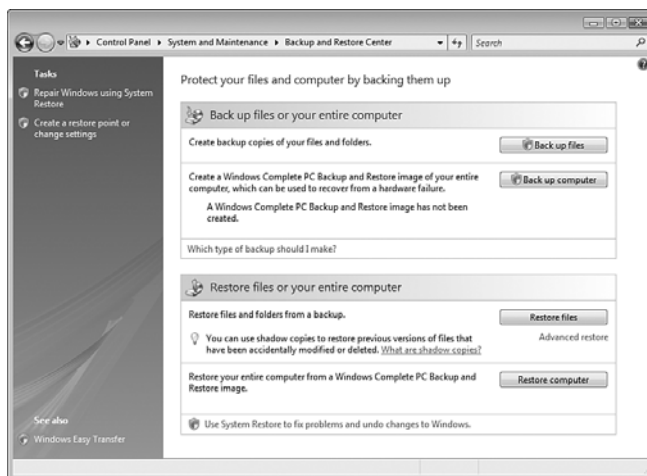 Control Panel ▸ System and Maintenance ▸ Backup and Restore Center
Search
Tasks
Repair Windows using System
Restore
Create a restore point or
change settings
Protect your files and computer by backing them up
Back up files or your entire computer
Create backup copies of your files and folders.
Back up files
Create a Windows Complete PC Backup and Restore image of your entire
computer, which can be used to recover from a hardware failure.
Back up computer
A Windows Complete PC Backup and Restore image has not been
created.
Which type of backup should I make?
Restore files or your entire computer
Restore files and folders from a backup.
Restore files
You can use shadow copies to restore previous versions of files that
have been accidentally modified or deleted. What are shadow copies?
Advanced restore
Restore your entire computer from a Windows Complete PC Backup and
Restore image.
Restore computer
Use System Restore to fix problems and undo changes to Windows.
See also
Windows Easy Transfer